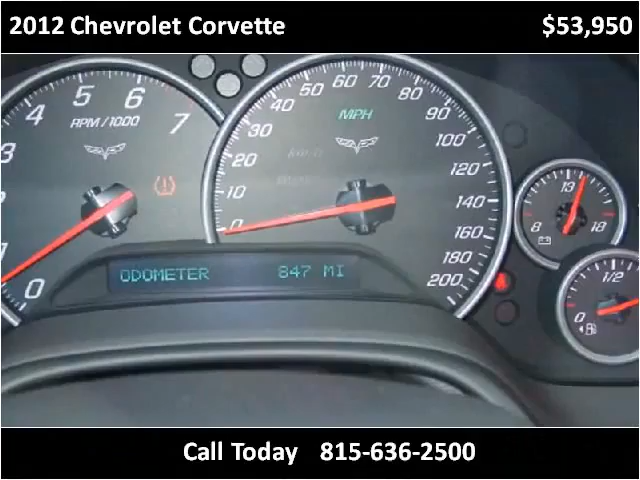 2012 Chevrolet Corvette $53,950
0 1 2 3 4 5 6 7
RPM/1000
0 10 20 30 40 50 60 70 80 90 100 120 140 160 180 200
MPH
ODOMETER 847 MI
8 13 18
0 1/2
Call Today 815-636-2500